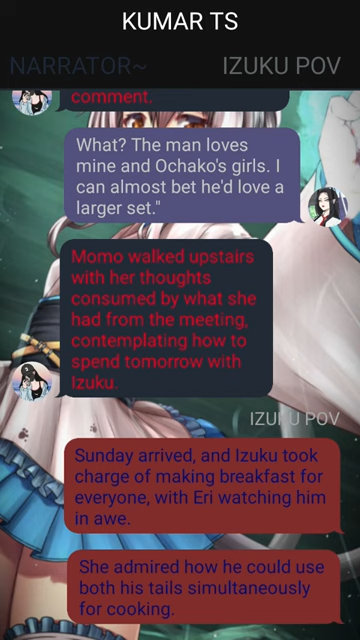 KUMAR TS
NARRATOR~
IZUKU POV
comment.
What? The man loves
mine and Ochako's girls. I
can almost bet he'd love a
larger set."
Momo walked upstairs
with her thoughts
consumed by what she
had from the meeting,
contemplating how to
spend tomorrow with
Izuku.
IZUKU POV
Sunday arrived, and Izuku took
charge of making breakfast for
everyone, with Eri watching him
in awe.
She admired how he could use
both his tails simultaneously
for cooking.